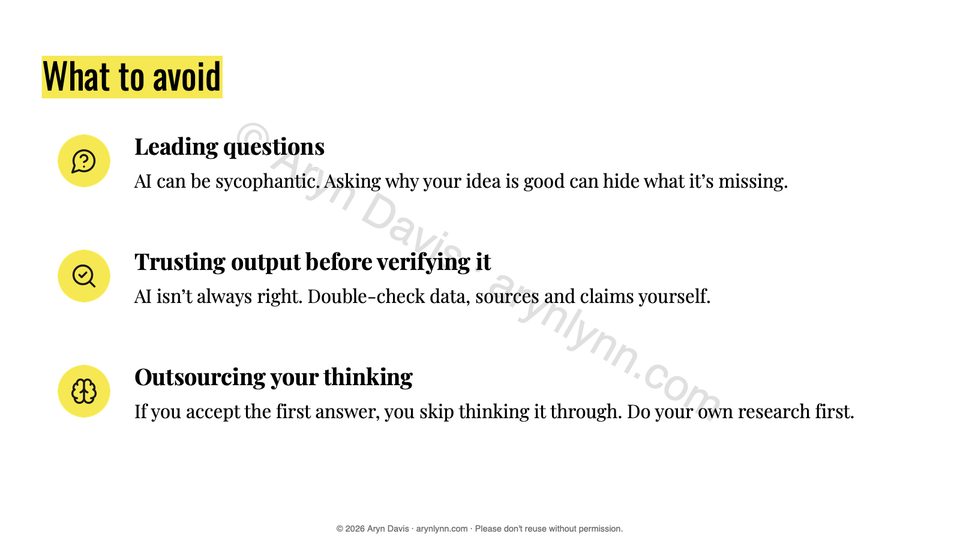 What to avoid
Leading questions
AI can be sycophantic. Asking why your idea is good can hide what it’s missing.
Trusting output before verifying it
AI isn’t always right. Double-check data, sources and claims yourself.
Outsourcing your thinking
If you accept the first answer, you skip thinking it through. Do your own research first.
© Aryn Davis · arynlynn.com
© 2026 Aryn Davis · arynlynn.com · Please don't reuse without permission.